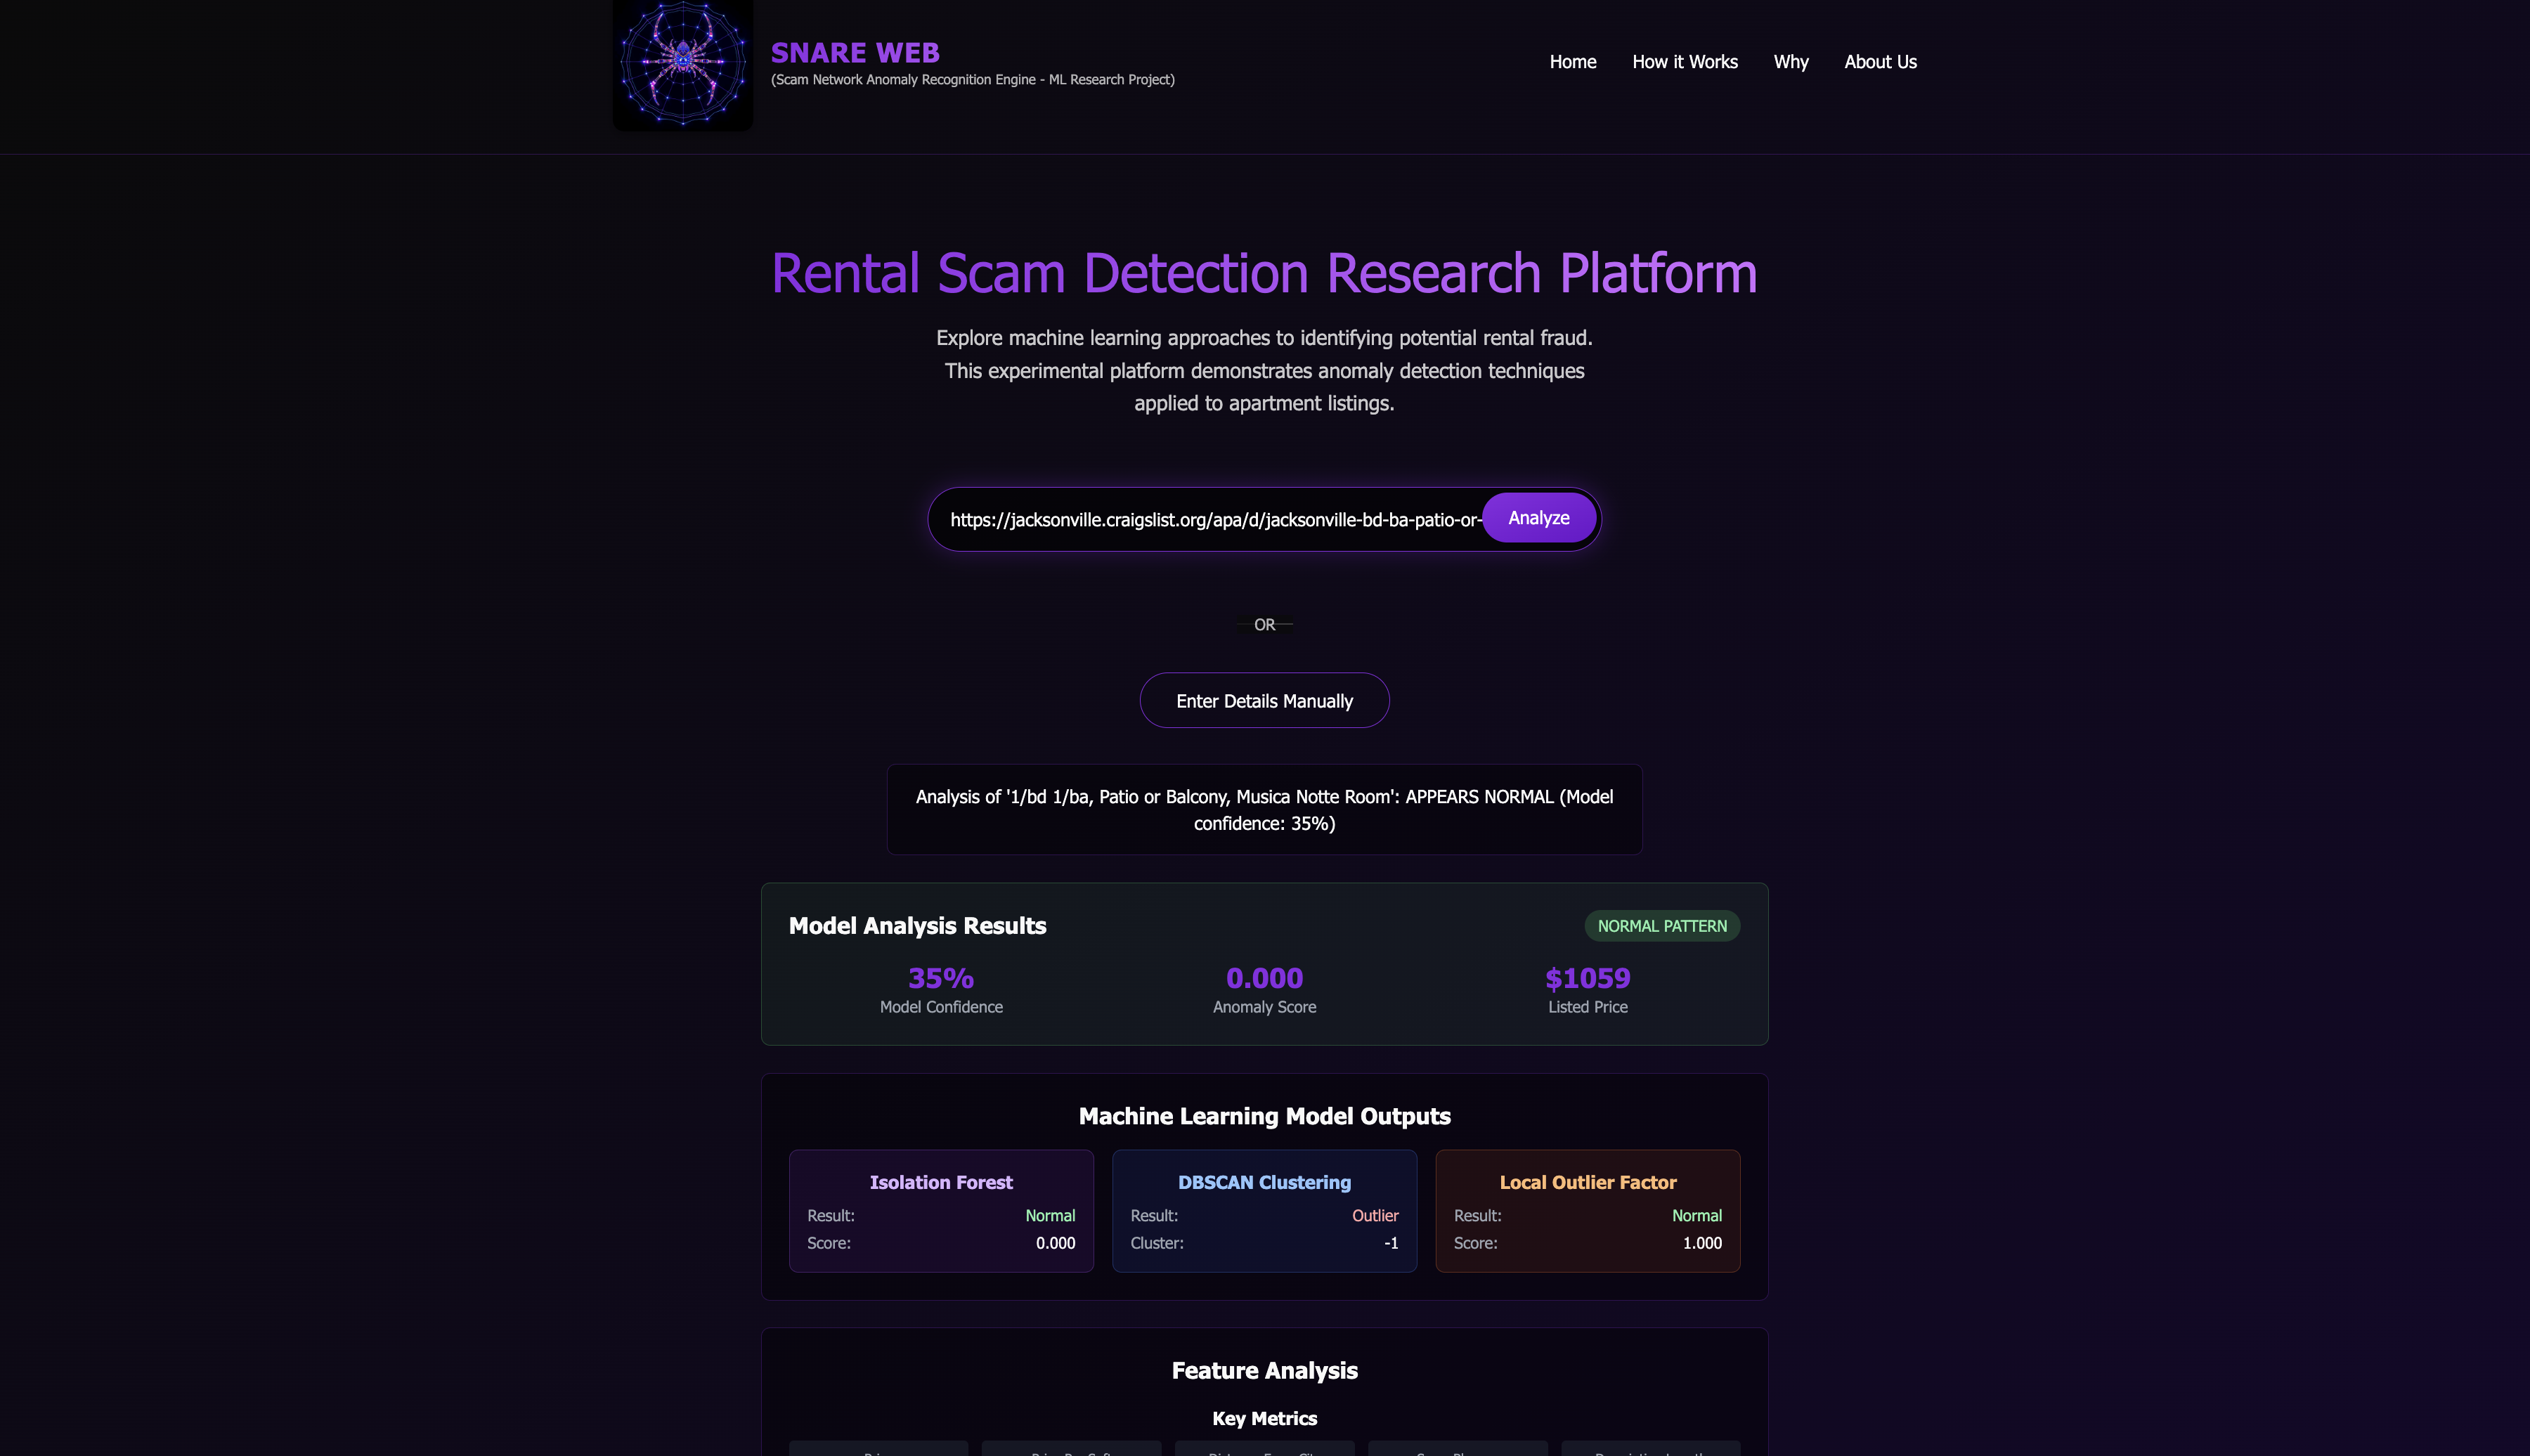 SNARE WEB
(Scam Network Anomaly Recognition Engine - ML Research Project)
Home How it Works Why About Us
Rental Scam Detection Research Platform
Explore machine learning approaches to identifying potential rental fraud.
This experimental platform demonstrates anomaly detection techniques
applied to apartment listings.
https://jacksonville.craigslist.org/apa/d/jacksonville-bd-ba-patio-or-
Analyze
OR
Enter Details Manually
Analysis of '1/bd 1/ba, Patio or Balcony, Musica Notte Room': APPEARS NORMAL (Model
confidence: 35%)
Model Analysis Results
NORMAL PATTERN
35% 0.000 $1059
Model Confidence Anomaly Score Listed Price
Machine Learning Model Outputs
Isolation Forest
Result: Normal
Score: 0.000
DBSCAN Clustering
Result: Outlier
Cluster: -1
Local Outlier Factor
Result: Normal
Score: 1.000
Feature Analysis
Key Metrics